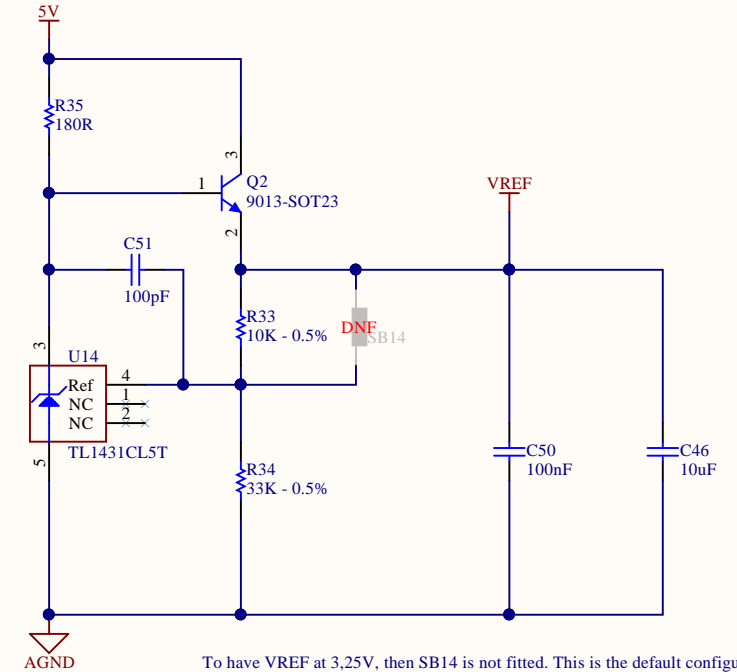 5V
R35
180R
3
1
Q2
9013-SOT23
2
VREF
C51
100pF
R33
10K - 0.5%
DNF
SB14
3
U14
4
Ref
1
NC
2
NC
TL1431CL5T
5
R34
33K - 0.5%
C50
100nF
C46
10uF
AGND
To have VREF at 3,25V, then SB14 is not fitted. This is the default configu